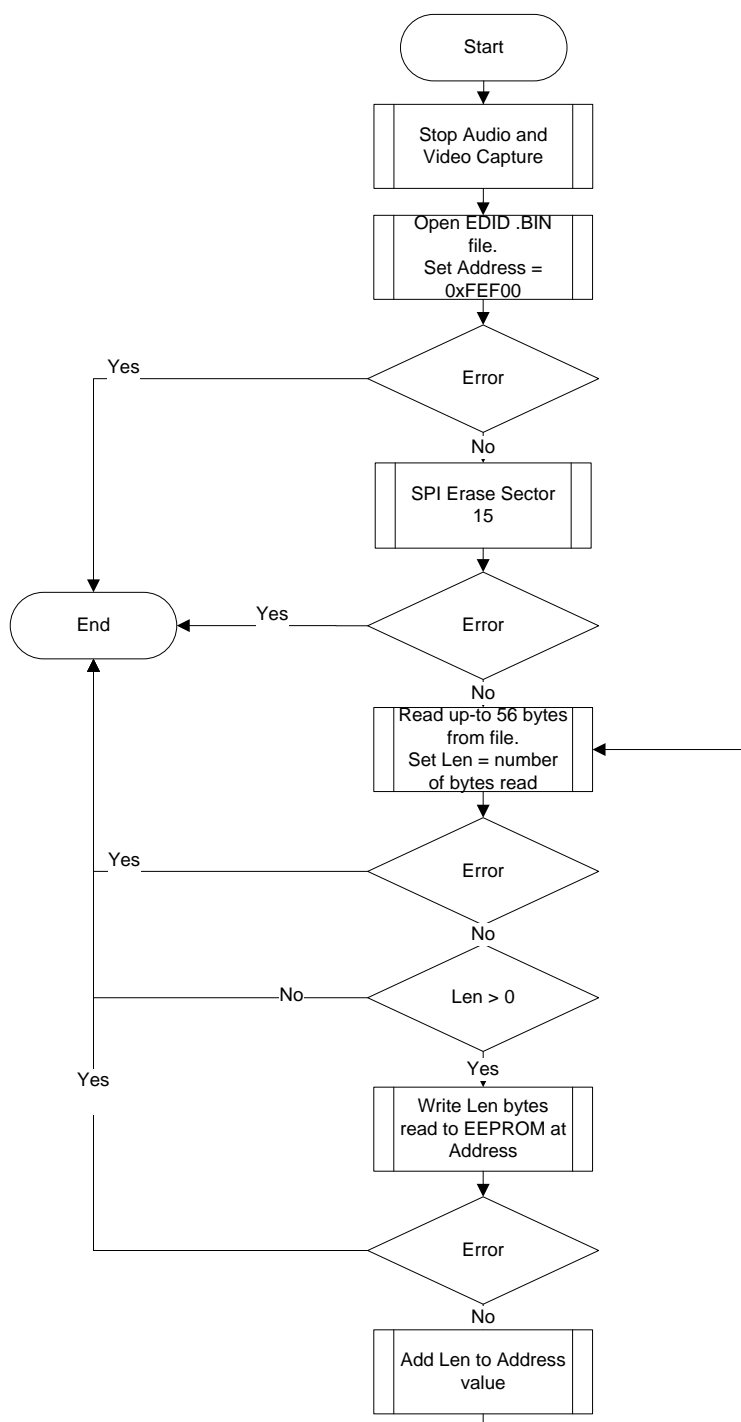 Start
Stop Audio and
Video Capture
Open EDID .BIN
file.
Set Address =
0xFEF00
Yes
Error
No
SPI Erase Sector
15
End
Yes
Error
No
Read up-to 56 bytes
from file.
Set Len = number
of bytes read
Yes
Error
No
No
Len > 0
Yes
Yes
Write Len bytes
read to EEPROM at
Address
Error
No
Add Len to Address
value